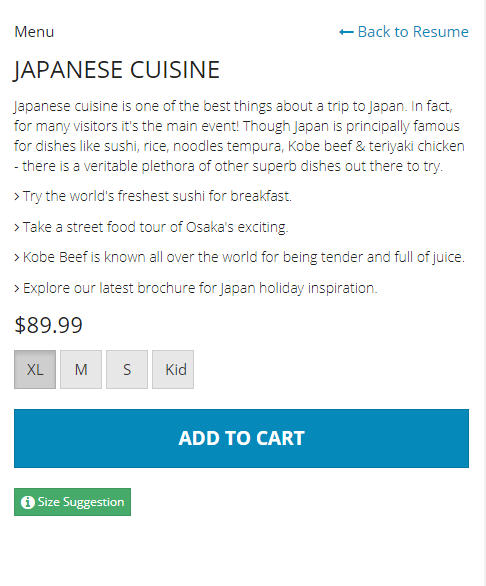 Menu
← Back to Resume
JAPANESE CUISINE
Japanese cuisine is one of the best things about a trip to Japan. In fact,
for many visitors it's the main event! Though Japan is principally famous
for dishes like sushi, rice, noodles tempura, Kobe beef & teriyaki chicken
- there is a veritable plethora of other superb dishes out there to try.
> Try the world's freshest sushi for breakfast.
> Take a street food tour of Osaka's exciting.
> Kobe Beef is known all over the world for being tender and full of juice.
> Explore our latest brochure for Japan holiday inspiration.
$89.99
XL M S Kid
ADD TO CART
Size Suggestion